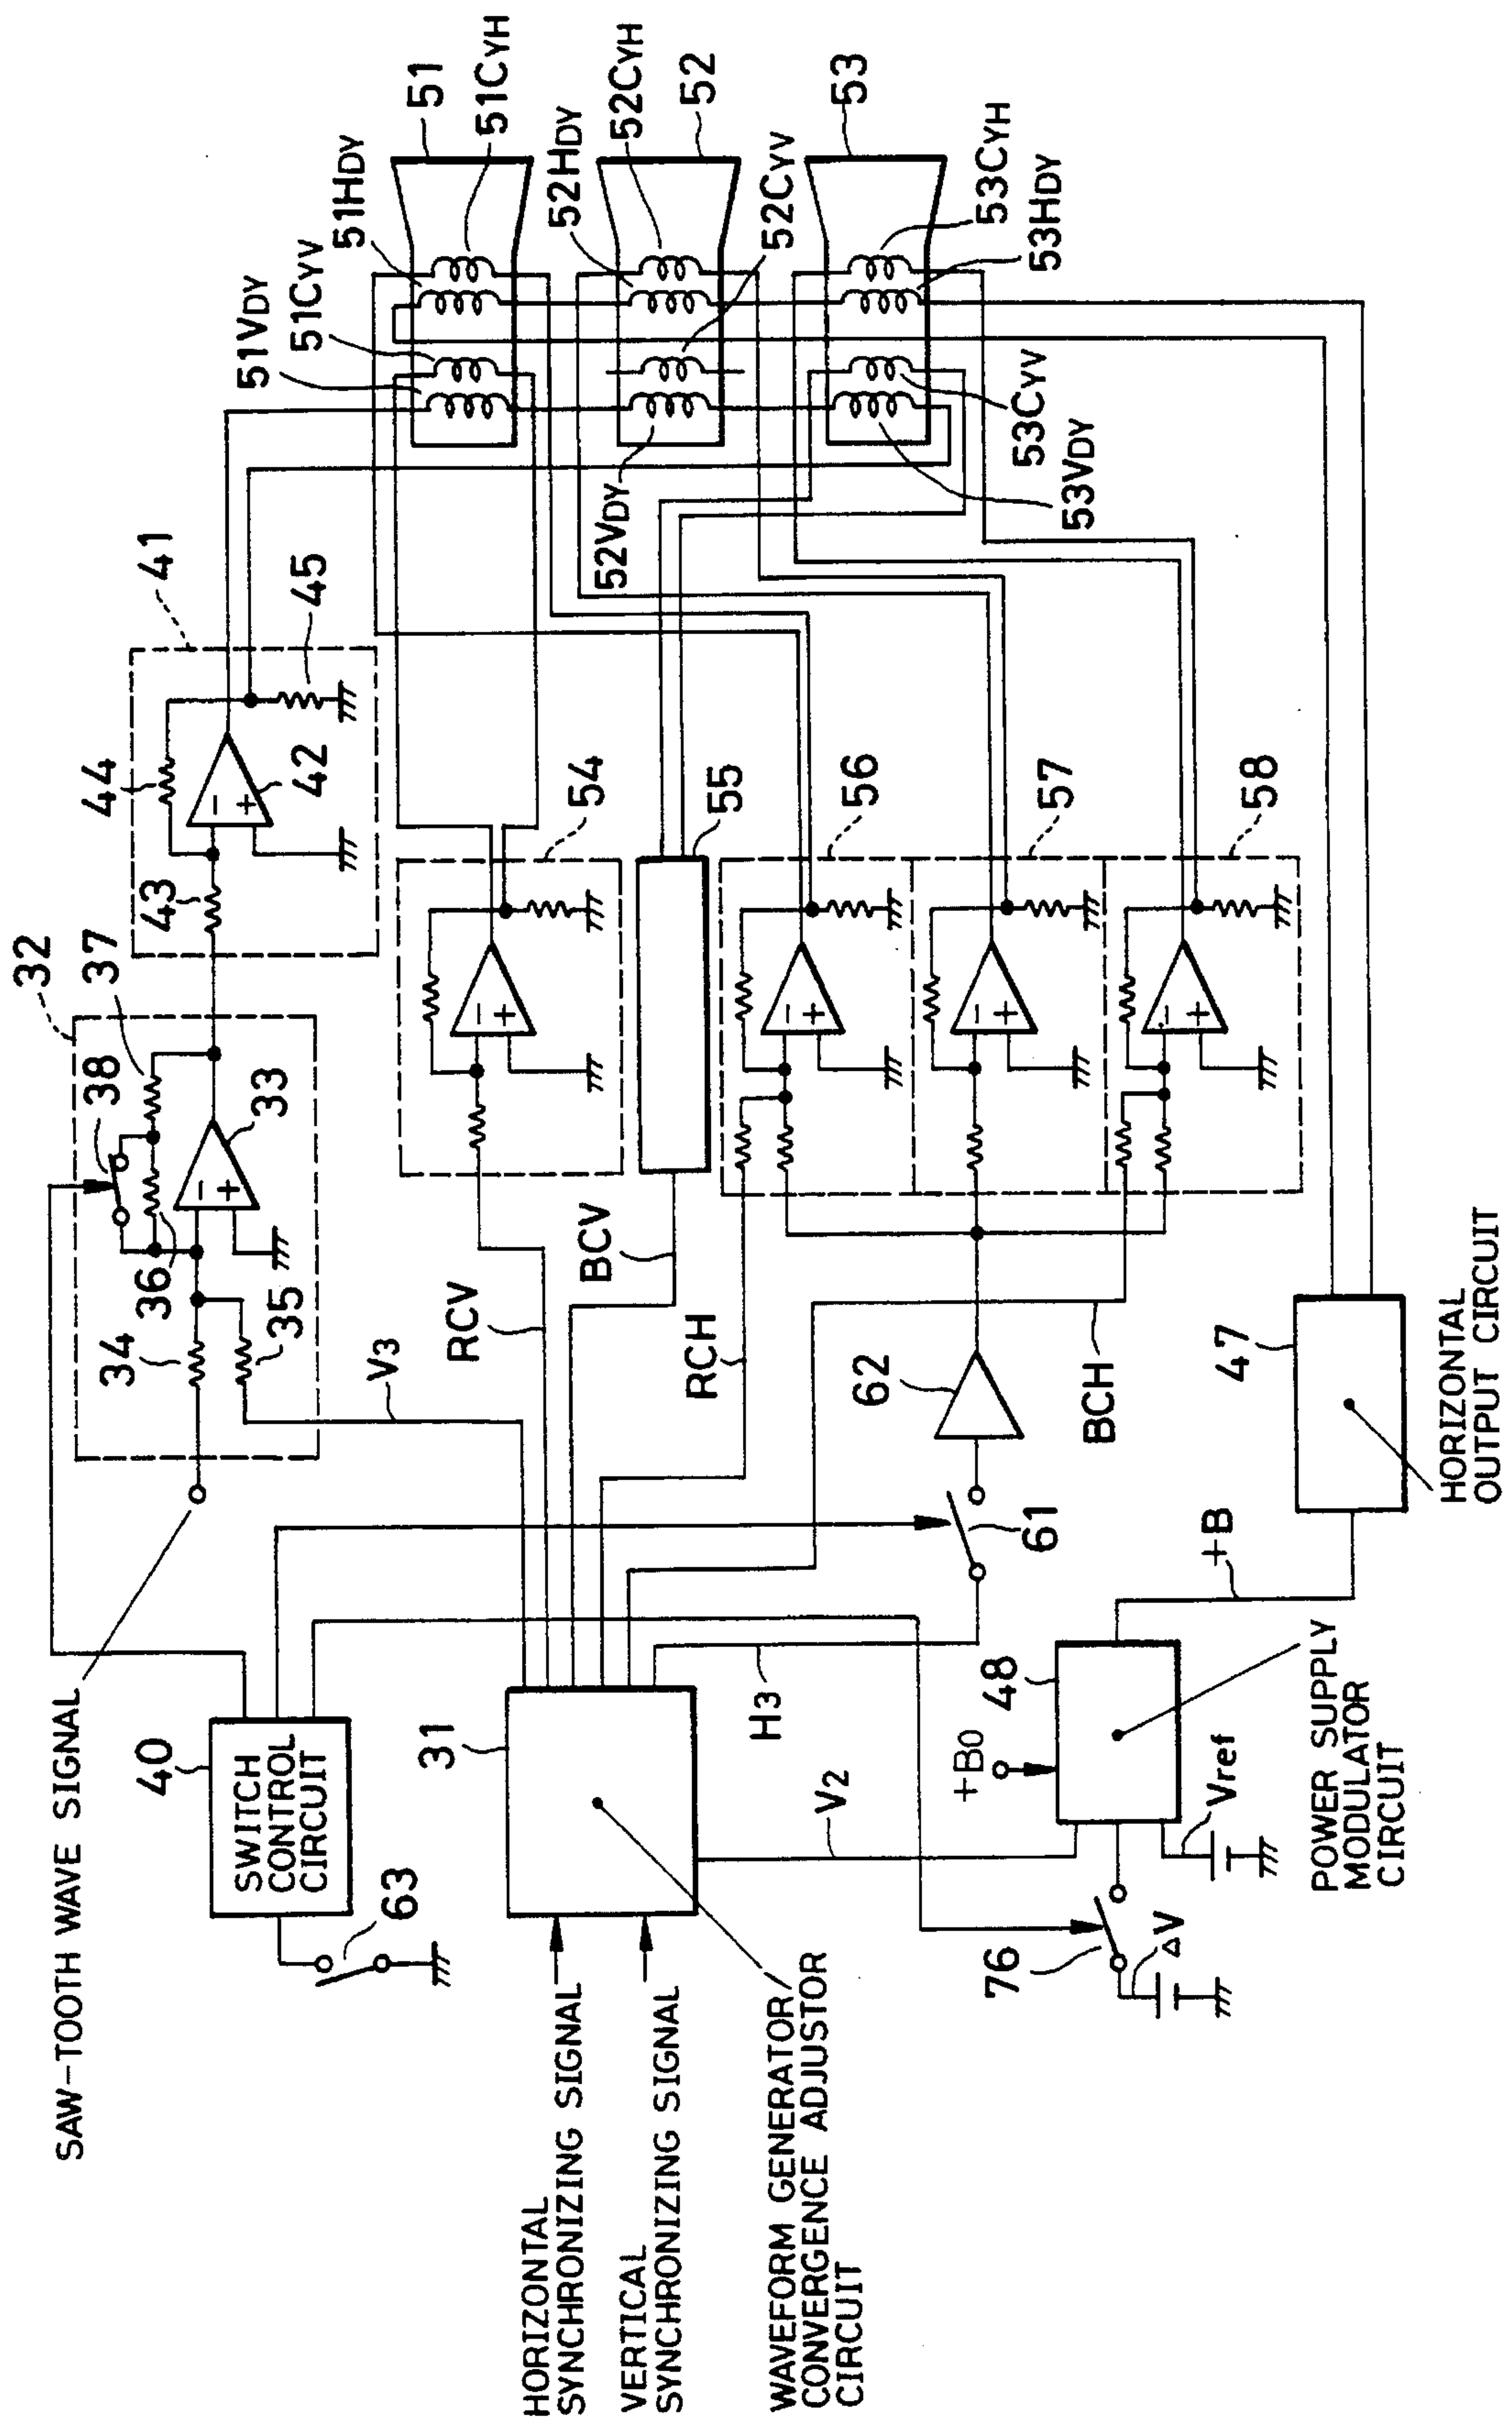 SAW-TOOTH WAVE SIGNAL
32
38
37
33
34
35
36
41
44
42
43
45
40
SWITCH
CONTROL
CIRCUIT
63
31
HORIZONTAL
SYNCHRONIZING SIGNAL
VERTICAL
SYNCHRONIZING SIGNAL
WAVEFORM GENERATOR/
CONVERGENCE ADJUSTOR
CIRCUIT
V3
RCV
BCV
RCH
BCH
H3
V2
61
62
54
55
56
57
58
76
ΔV
Vref
+B0
48
POWER SUPPLY
MODULATOR
CIRCUIT
+B
47
HORIZONTAL
OUTPUT CIRCUIT
51VDY
51CYV
51HDY
51
51CYH
52VDY
52HDY
52CYH
52
52CYV
53
53CYH
53HDY
53CYV
53VDY